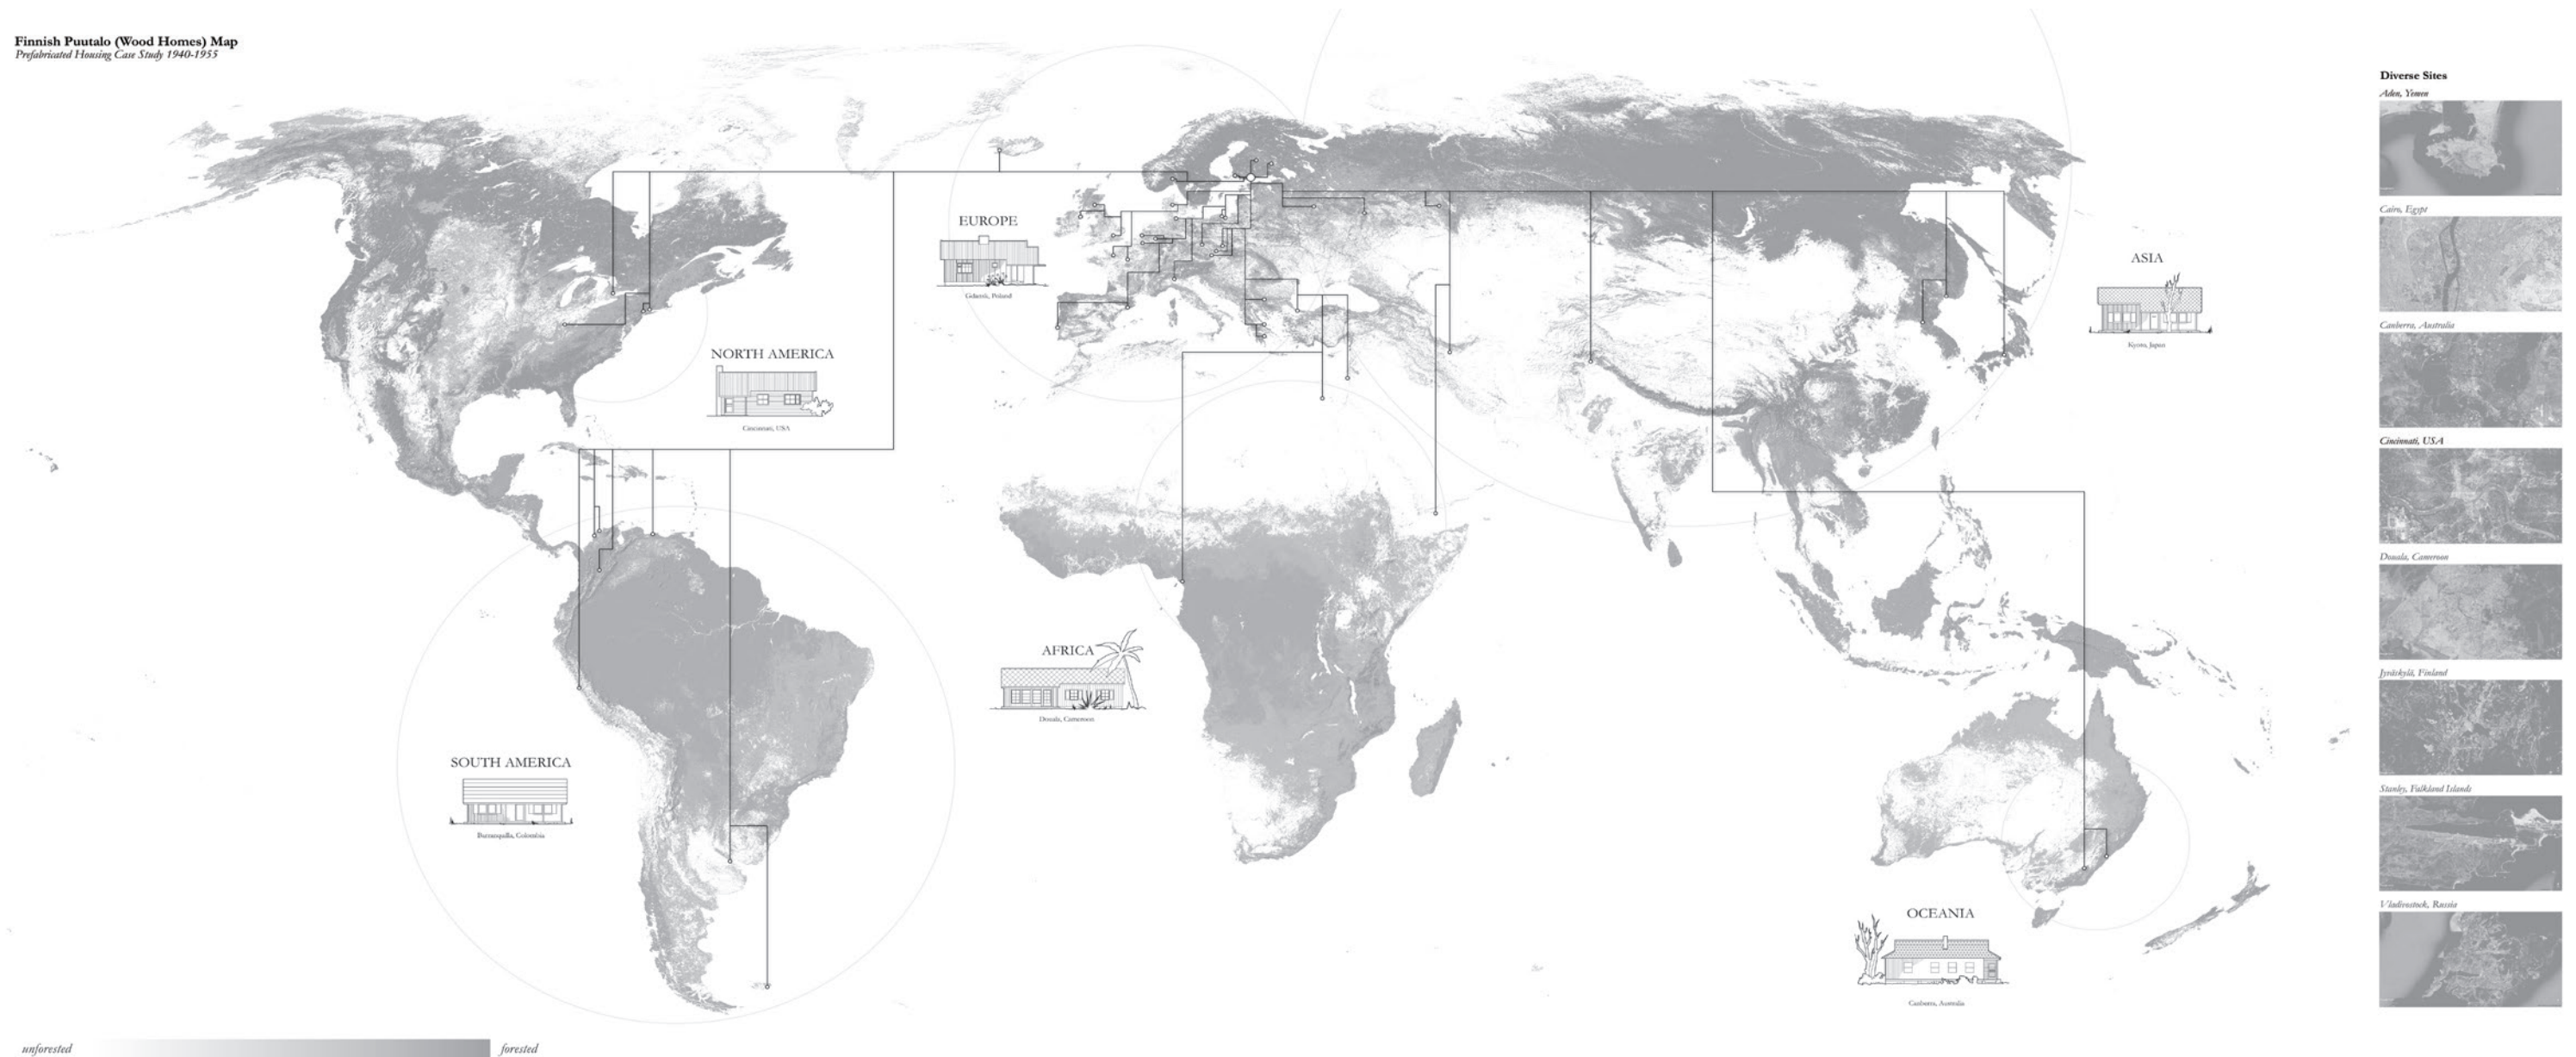 Finnish Puutalo (Wood Homes) Map
Prefabricated Housing Case Study 1940-1955
EUROPE
Gdansk, Poland
NORTH AMERICA
Cincinnati, USA
ASIA
Kyoto, Japan
AFRICA
Douala, Cameroon
SOUTH AMERICA
Barranquilla, Colombia
OCEANIA
Canberra, Australia
Diverse Sites
Aden, Yemen
Cairo, Egypt
Canberra, Australia
Cincinnati, USA
Douala, Cameroon
Jyväskylä, Finland
Stanley, Falkland Islands
Vladivostock, Russia
unforested
forested